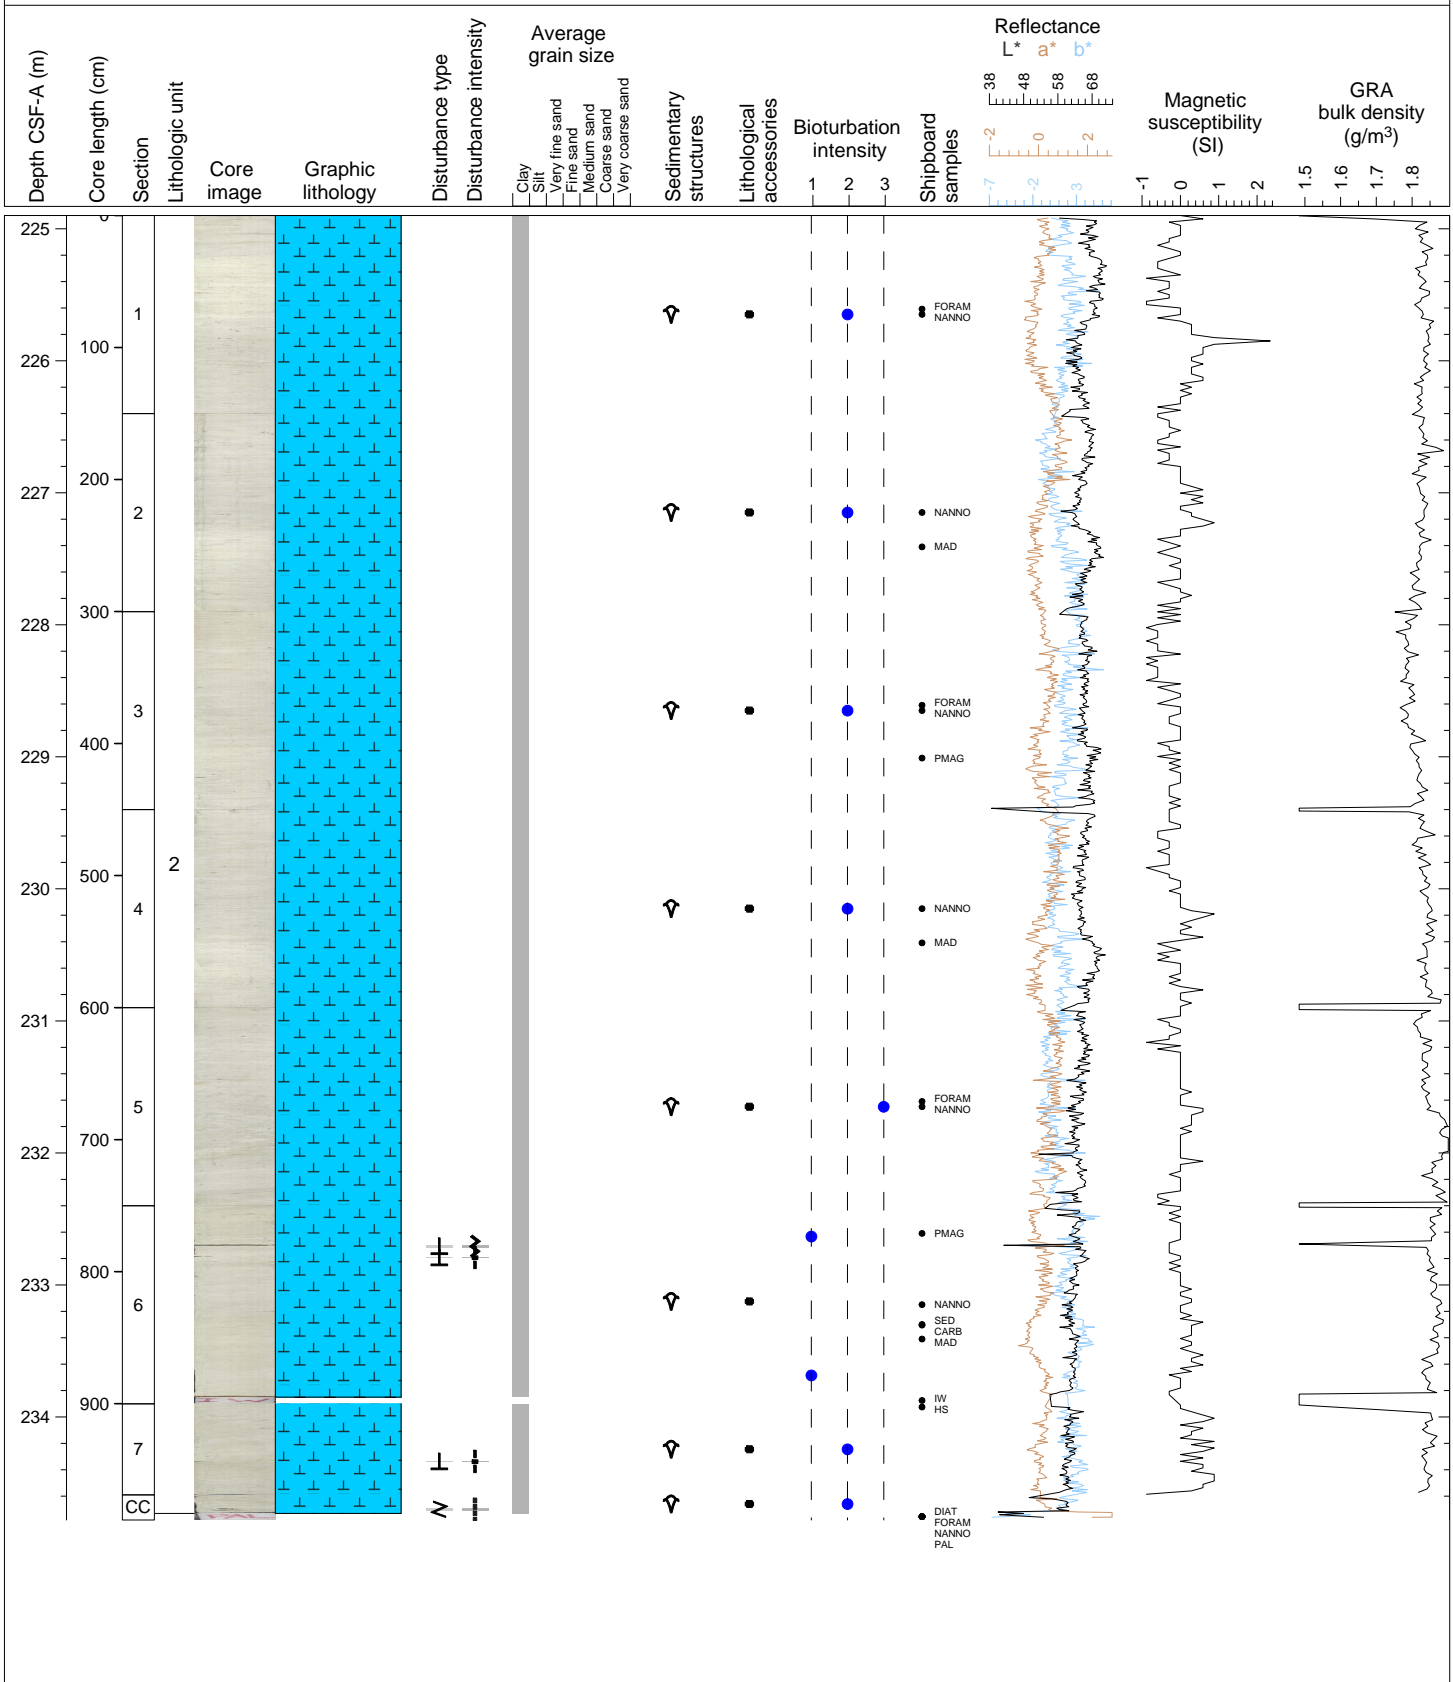 Depth CSF-A (m)
Core length (cm)
Section
Lithologic unit
Core
image
Graphic
lithology
Disturbance type
Disturbance intensity
Average
grain size
Clay
Silt
Very fine sand
Fine sand
Medium sand
Coarse sand
Very coarse sand
Sedimentary
structures
Lithological
accessories
Bioturbation
intensity
1 2 3
Shipboard
samples
Reflectance
L* a* b*
38 48 58 68
-2 0 2
-7 -2 3
Magnetic
susceptibility
(SI)
-1 0 1 2
GRA
bulk density
(g/m3)
1.5 1.6 1.7 1.8
0
225
1
FORAM
NANNO
100
226
200
227
2
NANNO
MAD
300
228
3
FORAM
NANNO
400
229
PMAG
2
500
230
4
NANNO
MAD
600
231
5
FORAM
NANNO
700
232
PMAG
800
233
6
NANNO
SED
CARB
MAD
900
234
IW
HS
7
CC
DIAT
FORAM
NANNO
PAL